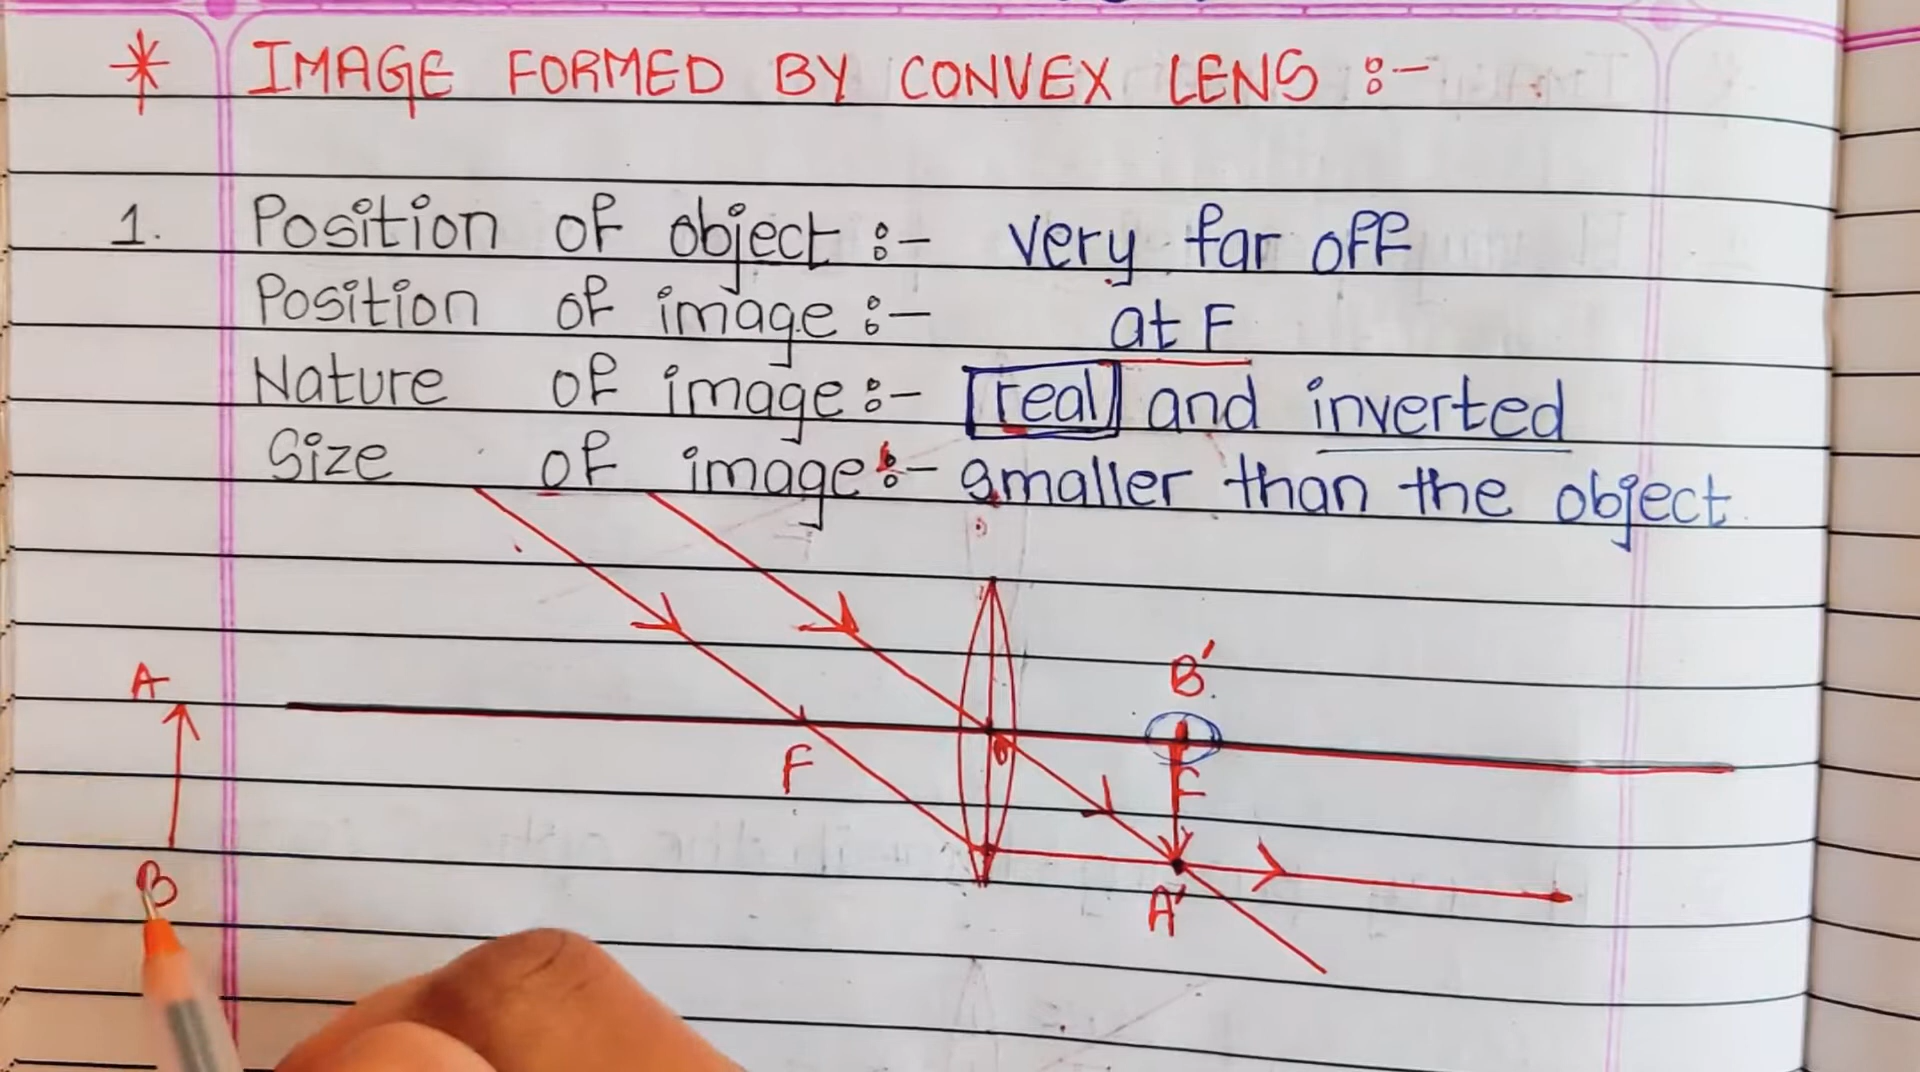 * IMAGE FORMED BY CONVEX LENS :-
1. Position of object :- very far off
Position of image :- at F
Nature of image :- real and inverted
Size of image :- smaller than the object
A
B'
F
F
B
A'